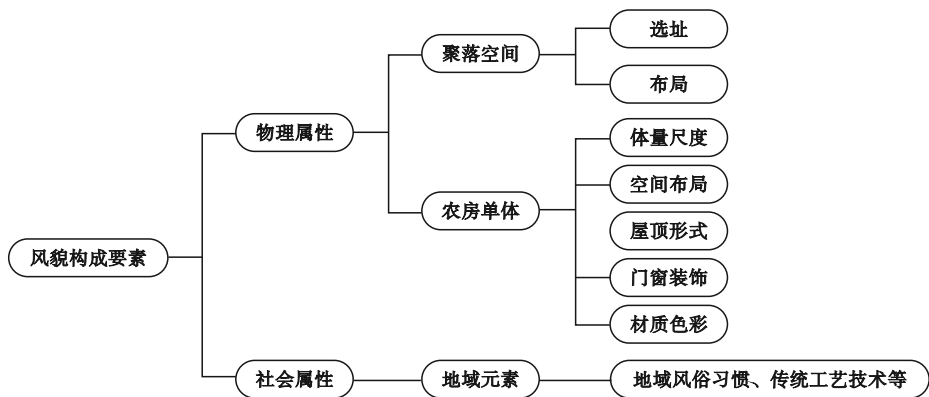 风貌构成要素
物理属性
聚落空间
选址
布局
农房单体
体量尺度
空间布局
屋顶形式
门窗装饰
材质色彩
社会属性
地域元素
地域风俗习惯、传统工艺技术等